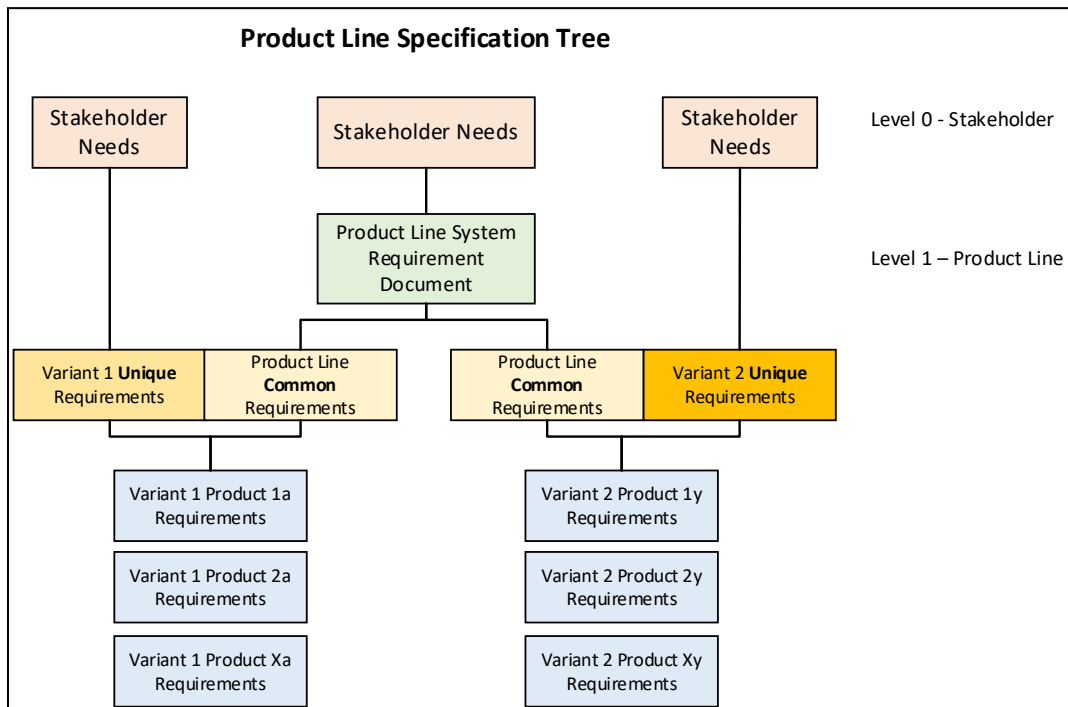 Product Line Specification Tree
Stakeholder
Needs
Stakeholder Needs
Stakeholder
Needs
Level 0 - Stakeholder
Product Line System
Requirement
Document
Level 1 – Product Line
Variant 1 Unique
Requirements
Product Line
Common
Requirements
Product Line
Common
Requirements
Variant 2 Unique
Requirements
Variant 1 Product 1a
Requirements
Variant 2 Product 1y
Requirements
Variant 1 Product 2a
Requirements
Variant 2 Product 2y
Requirements
Variant 1 Product Xa
Requirements
Variant 2 Product Xy
Requirements